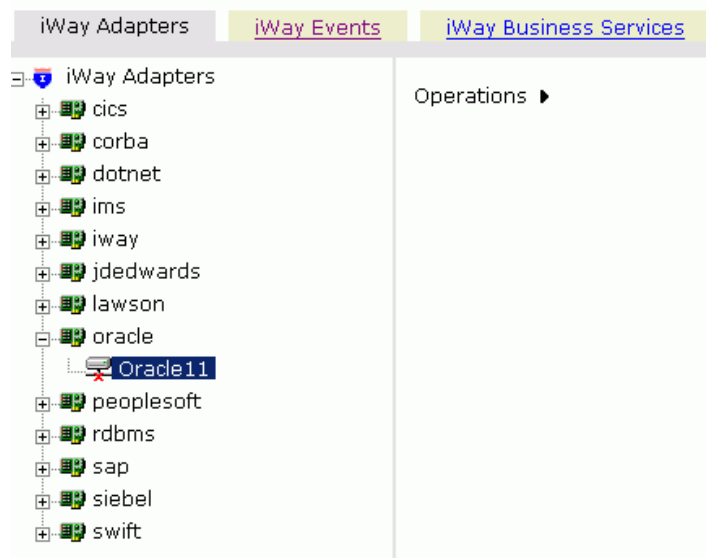 iWay Adapters iWay Events iWay Business Services
iWay Adapters
Operations
cics
corba
dotnet
ims
iway
jdedwards
lawson
oracle
Oracle11
peoplesoft
rdbms
sap
siebel
swift